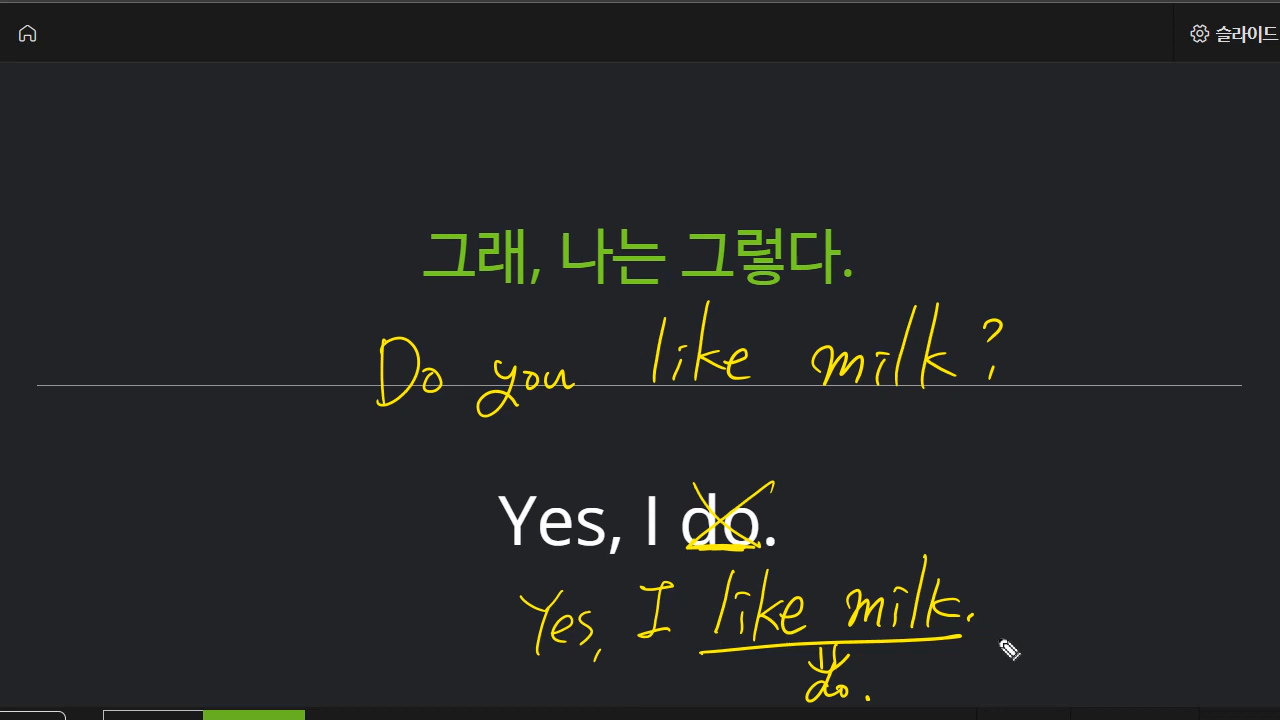 슬라이드
그래, 나는 그렇다.
Do you like milk?
Yes, I do.
Yes, I like milk.
do.